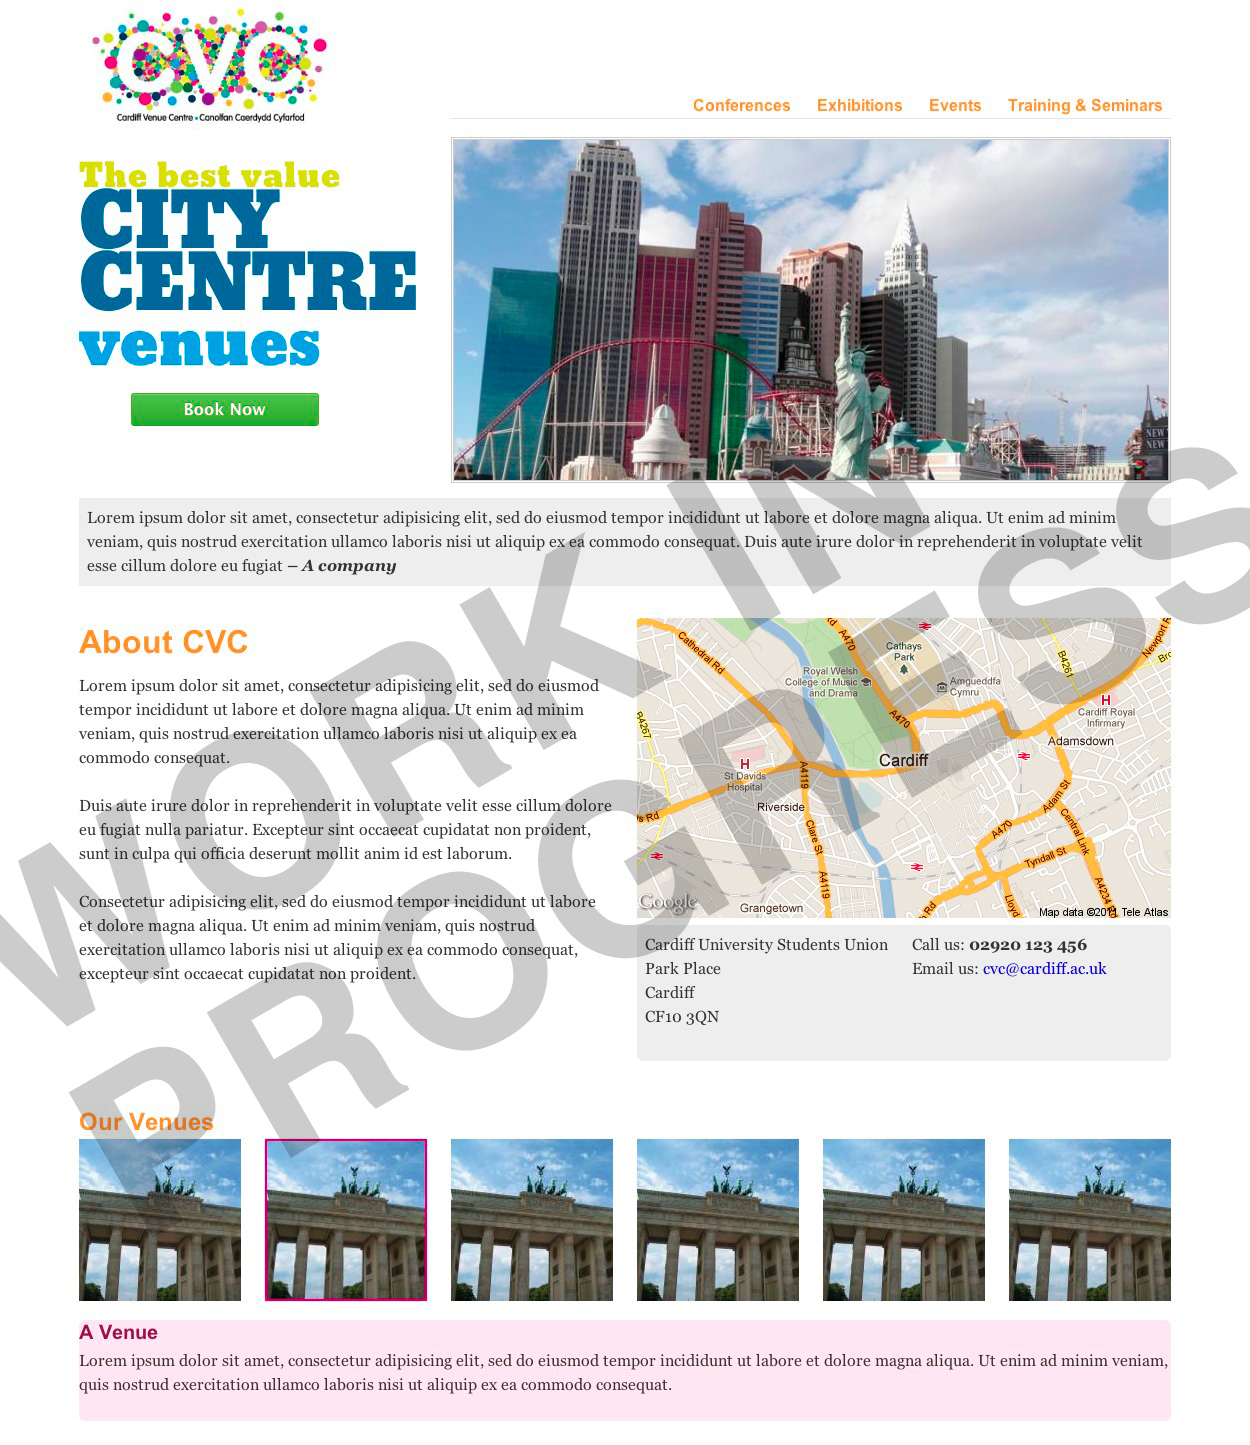 CVC
Cardiff Venue Centre • Canolfan Caerdydd Cyfarfod
Conferences Exhibitions Events Training & Seminars
The best value
CITY
CENTRE
venues
Book Now
NEW
NEW
WORK IN
PROGRESS
Lorem ipsum dolor sit amet, consectetur adipisicing elit, sed do eiusmod tempor incididunt ut labore et dolore magna aliqua. Ut enim ad minim
veniam, quis nostrud exercitation ullamco laboris nisi ut aliquip ex ea commodo consequat. Duis aute irure dolor in reprehenderit in voluptate velit
esse cillum dolore eu fugiat – A company
About CVC
Lorem ipsum dolor sit amet, consectetur adipisicing elit, sed do eiusmod
tempor incididunt ut labore et dolore magna aliqua. Ut enim ad minim
veniam, quis nostrud exercitation ullamco laboris nisi ut aliquip ex ea
commodo consequat.
Duis aute irure dolor in reprehenderit in voluptate velit esse cillum dolore
eu fugiat nulla pariatur. Excepteur sint occaecat cupidatat non proident,
sunt in culpa qui officia deserunt mollit anim id est laborum.
Consectetur adipisicing elit, sed do eiusmod tempor incididunt ut labore
et dolore magna aliqua. Ut enim ad minim veniam, quis nostrud
exercitation ullamco laboris nisi ut aliquip ex ea commodo consequat,
excepteur sint occaecat cupidatat non proident.
Cathedral Rd
Rd
A470
Cathays
Park
B4261
Newport R
Bro
Royal Welsh
College of Music
and Drama
Amgueddfa
Cymru
A470
H
Cardiff Royal
Infirmary
B4267
Adamsdown
Cardiff
H
St Davids
Hospital
A4119
Riverside
Adam St
s Rd
Clare St
A470
Central Link
Tyndall St
A4119
A4234
Lloyd
Rd
Google
Grangetown
Map data ©2011 Tele Atlas
Cardiff University Students Union
Park Place
Cardiff
CF10 3QN
Call us: 02920 123 456
Email us: cvc@cardiff.ac.uk
Our Venues
A Venue
Lorem ipsum dolor sit amet, consectetur adipisicing elit, sed do eiusmod tempor incididunt ut labore et dolore magna aliqua. Ut enim ad minim veniam,
quis nostrud exercitation ullamco laboris nisi ut aliquip ex ea commodo consequat.